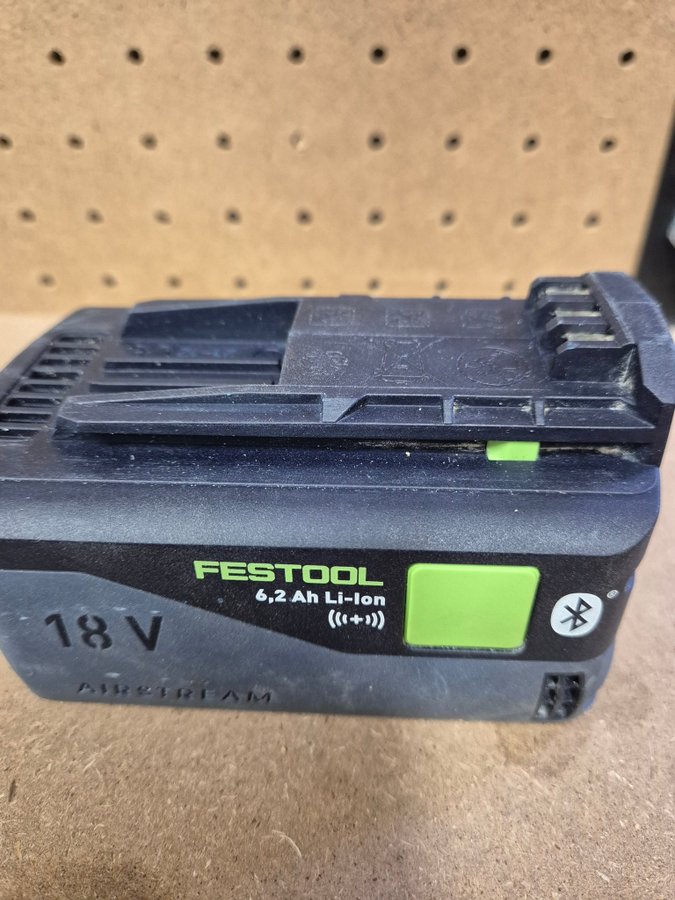 FESTOOL
6,2 Ah Li-Ion
18 V
AIRSTREAM